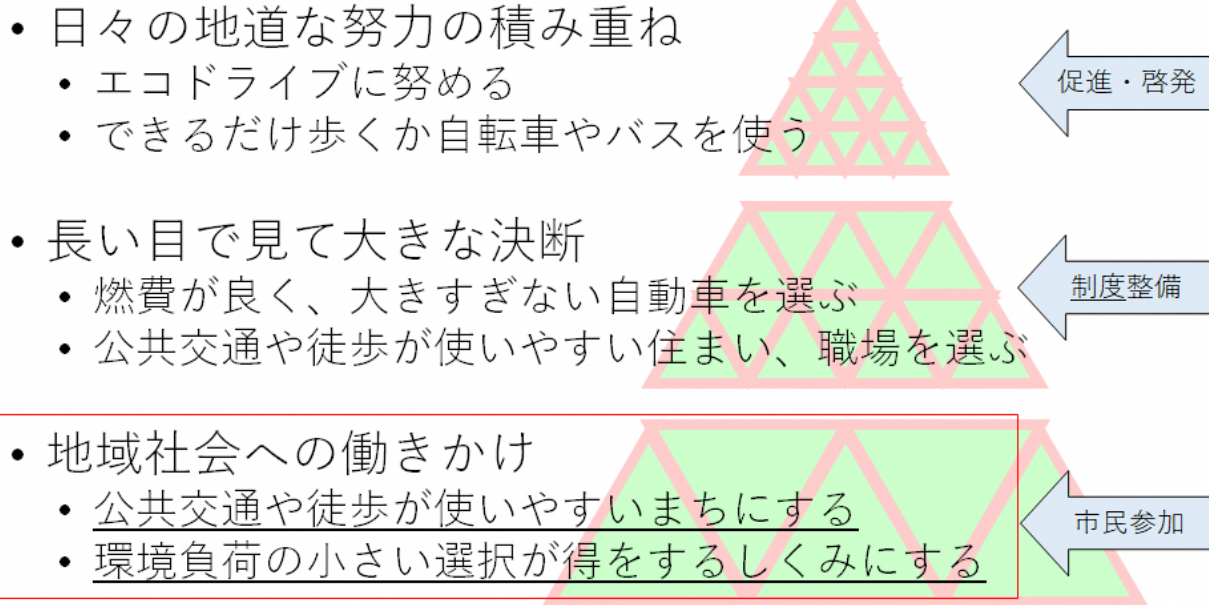 • 日々の地道な努力の積み重ね
• エコドライブに努める
• できるだけ歩くか自転車やバスを使う
促進・啓発
• 長い目で見て大きな決断
• 燃費が良く、大きすぎない自動車を選ぶ
• 公共交通や徒歩が使いやすい住まい、職場を選ぶ
制度整備
• 地域社会への働きかけ
• 公共交通や徒歩が使いやすいまちにする
• 環境負荷の小さい選択が得をするしくみにする
市民参加